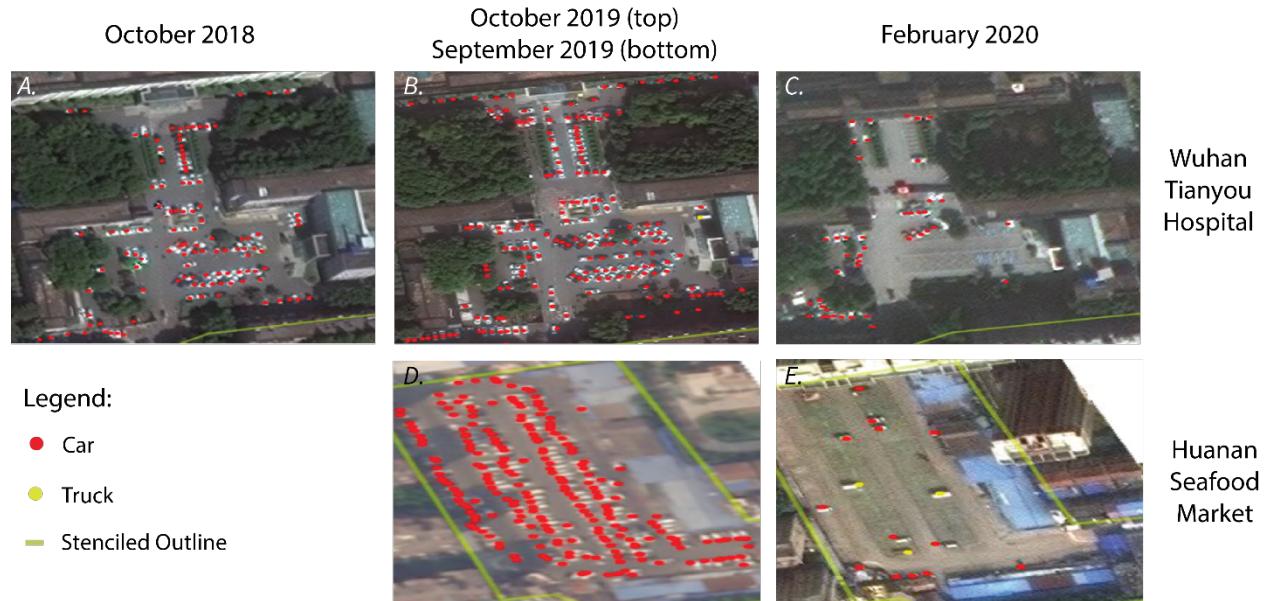 October 2018
October 2019 (top)
September 2019 (bottom)
February 2020
A.
B.
C.
Wuhan
Tianyou
Hospital
D.
E.
Legend:
Car
Truck
Stenciled Outline
Huanan
Seafood
Market